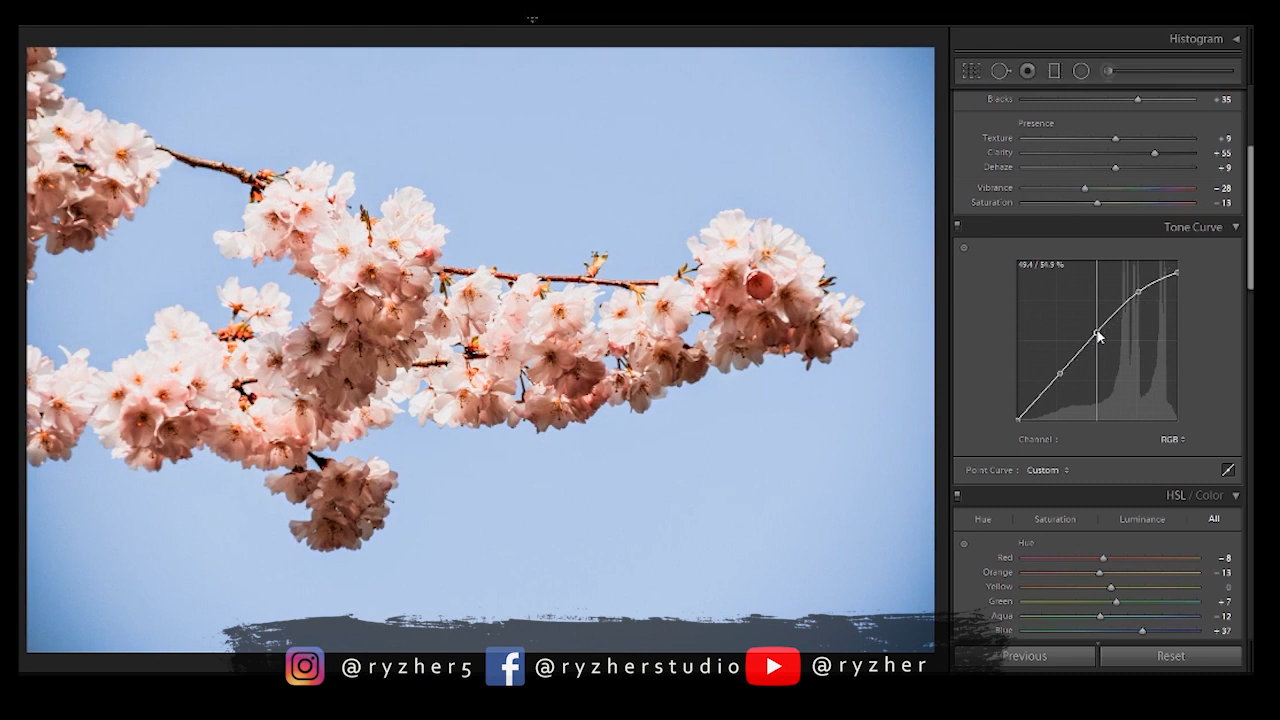 Histogram
Blacks + 35
Presence
Texture + 9
Clarity + 55
Dehaze + 9
Vibrance − 28
Saturation − 13
Tone Curve
49.4 / 54.9 %
Channel : RGB
Point Curve : Custom
HSL / Color
Hue Saturation Luminance All
Hue
Red − 8
Orange − 13
Yellow 0
Green + 7
Aqua − 12
Blue + 37
Previous Reset
@ryzher5 @ryzherstudio @ryzher